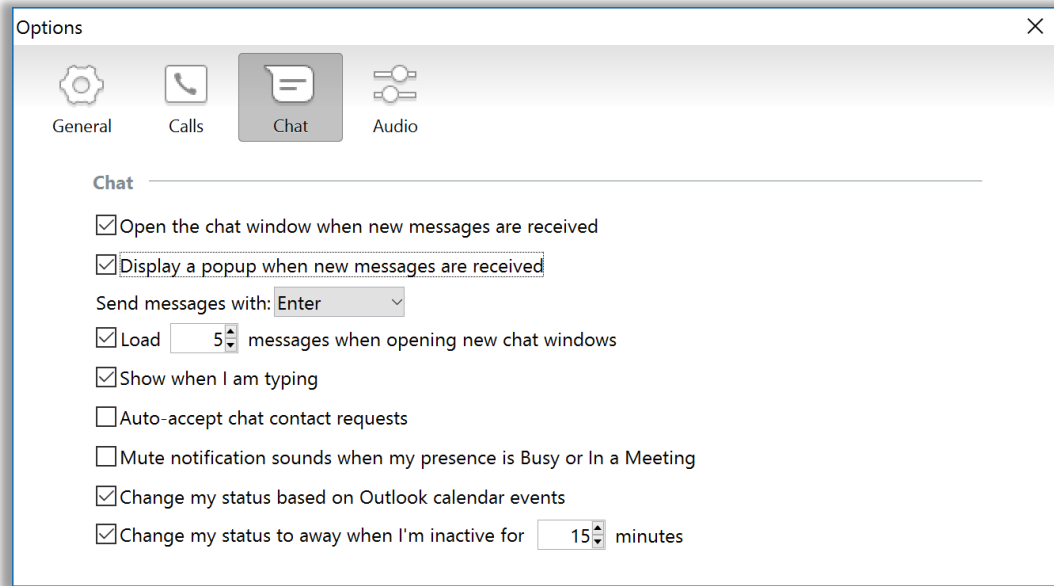 Options
General Calls Chat Audio
Chat
Open the chat window when new messages are received
Display a popup when new messages are received
Send messages with: Enter
Load 5 messages when opening new chat windows
Show when I am typing
Auto-accept chat contact requests
Mute notification sounds when my presence is Busy or In a Meeting
Change my status based on Outlook calendar events
Change my status to away when I'm inactive for 15 minutes